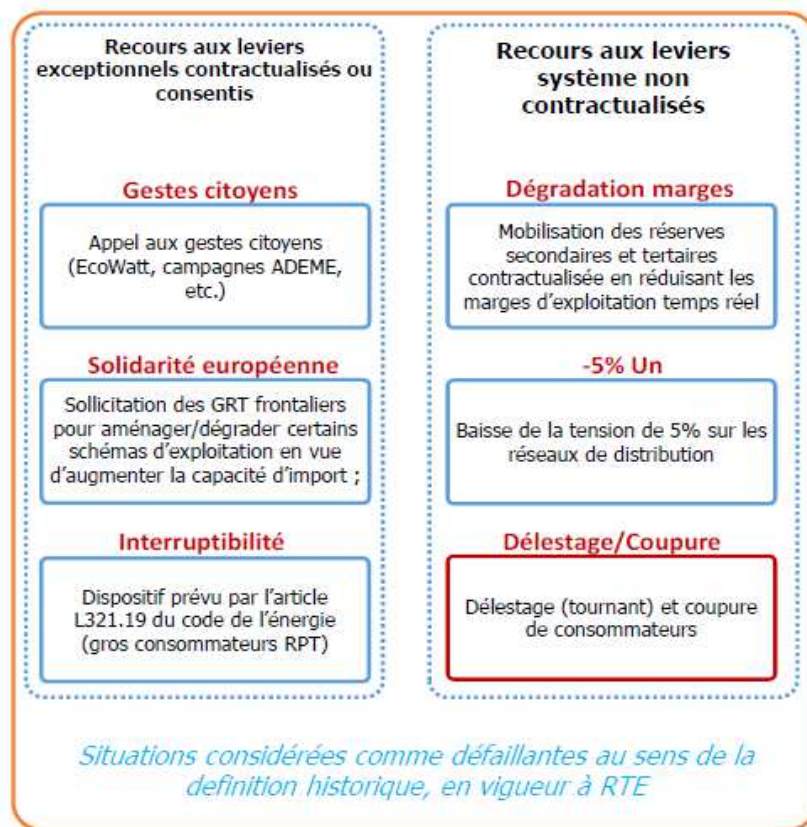 Recours aux leviers
exceptionnels contractualisés ou
consentis
Gestes citoyens
Appel aux gestes citoyens
(EcoWatt, campagnes ADEME,
etc.)
Solidarité européenne
Sollicitation des GRT frontaliers
pour aménager/dégrader certains
schémas d'exploitation en vue
d'augmenter la capacité d'import ;
Interruptibilité
Dispositif prévu par l'article
L321.19 du code de l'énergie
(gros consommateurs RPT)
Recours aux leviers
système non
contractualisés
Dégradation marges
Mobilisation des réserves
secondaires et tertaires
contractualisée en réduisant les
marges d'exploitation temps réel
-5% Un
Baisse de la tension de 5% sur les
réseaux de distribution
Délestage/Coupure
Délestage (tournant) et coupure
de consommateurs
Situations considérées comme défaillantes au sens de la
definition historique, en vigueur à RTE